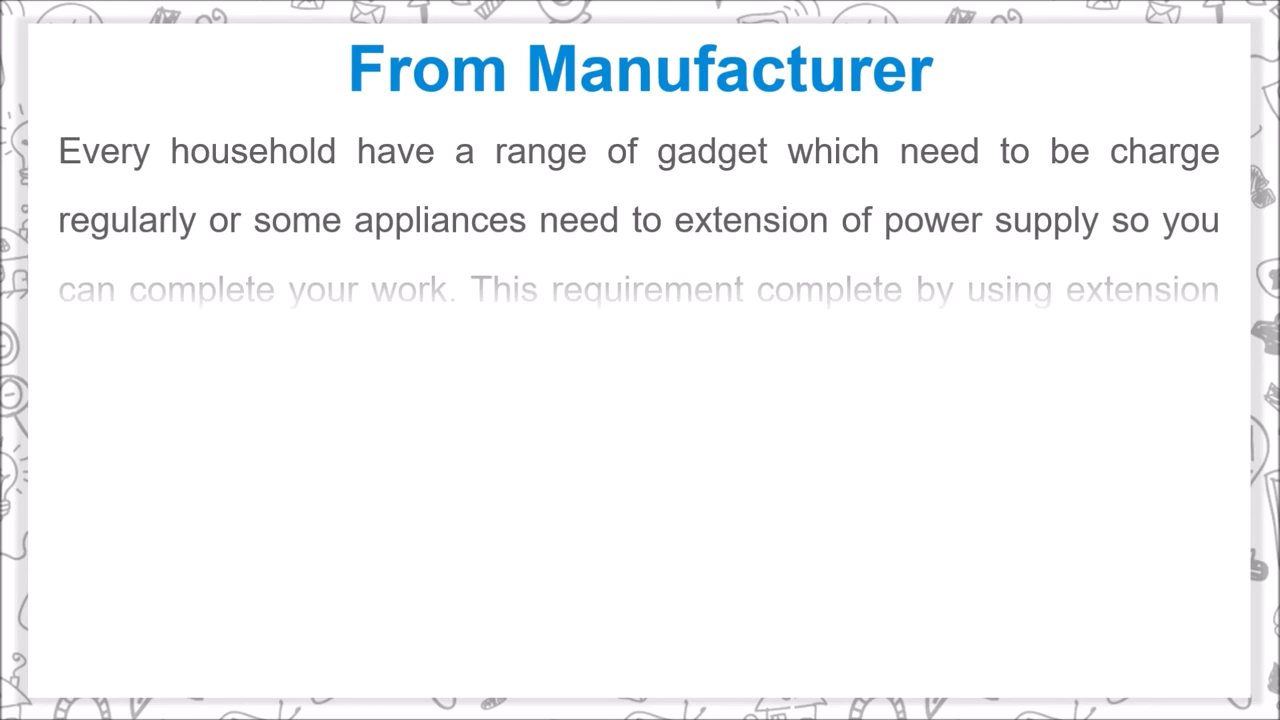 From Manufacturer
Every household have a range of gadget which need to be charge
regularly or some appliances need to extension of power supply so you
can complete your work. This requirement complete by using extension